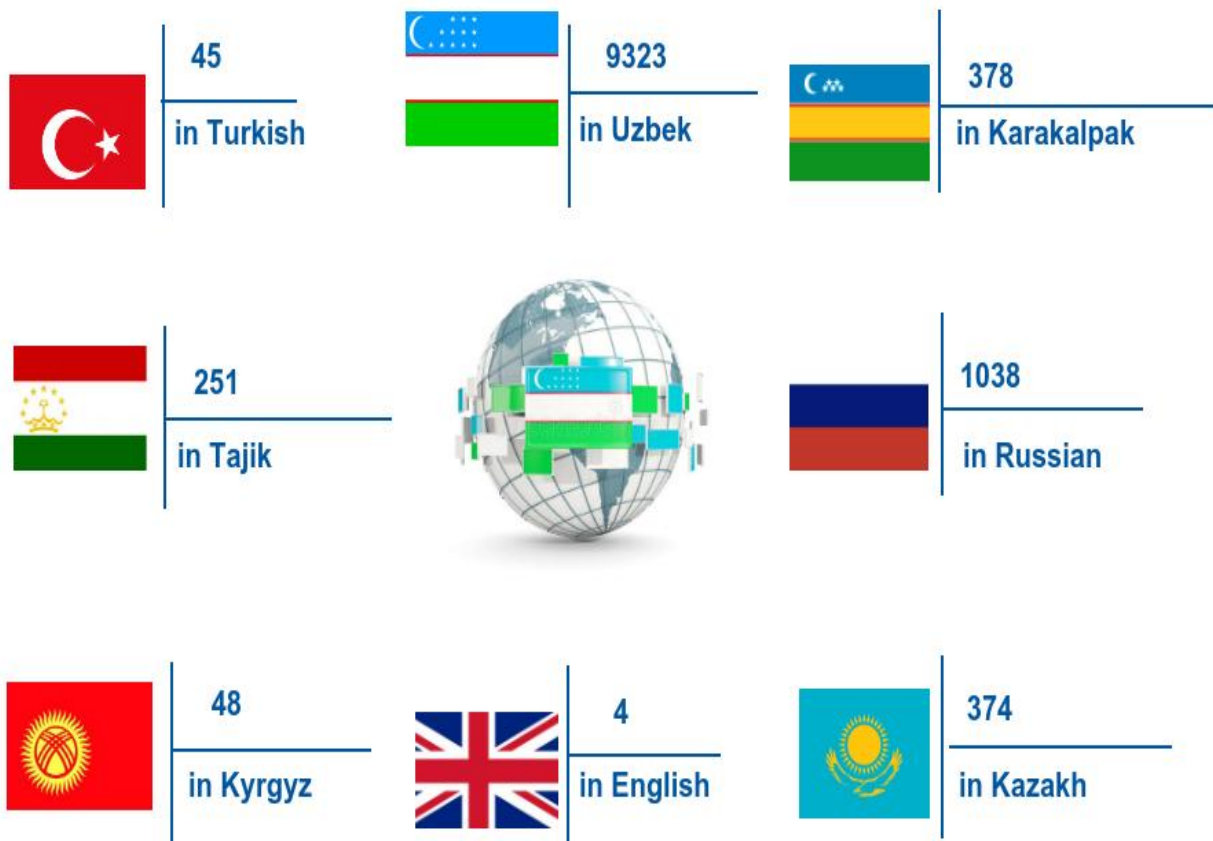 45
in Turkish
9323
in Uzbek
378
in Karakalpak
251
in Tajik
1038
in Russian
48
in Kyrgyz
4
in English
374
in Kazakh